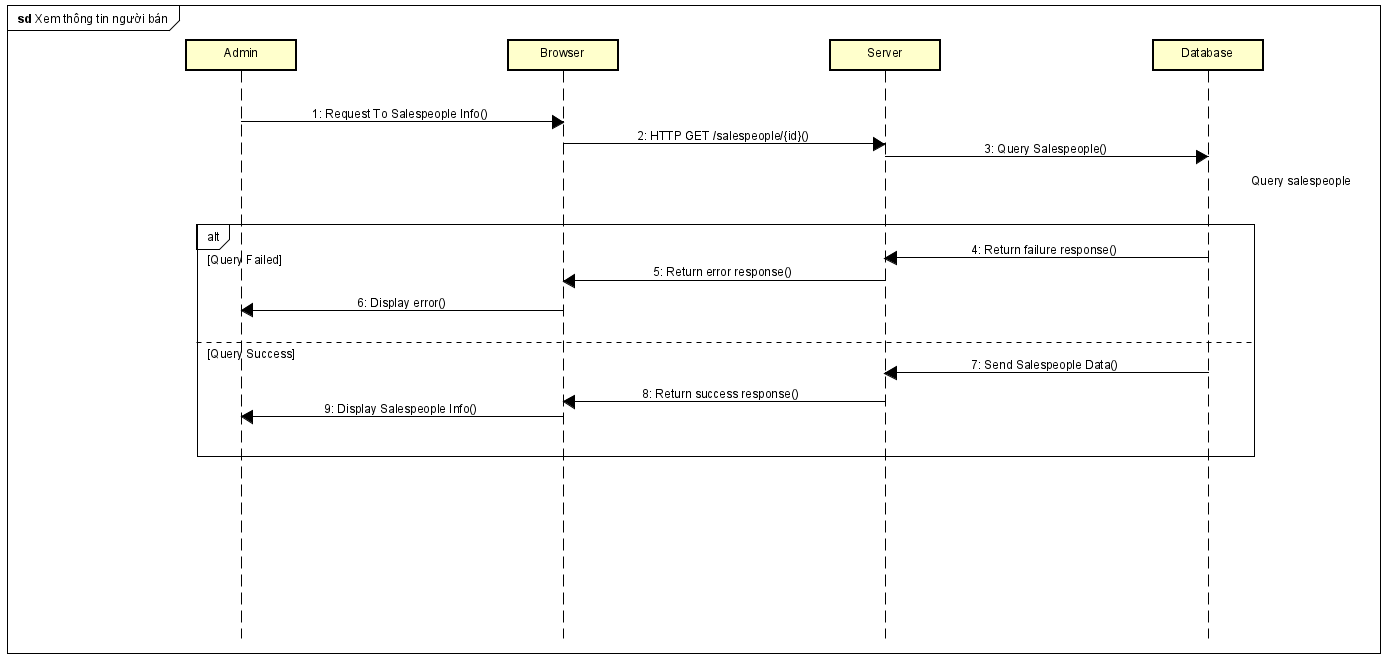 sd Xem thông tin người bán
Admin
Browser
Server
Database
1: Request To Salespeople Info()
2: HTTP GET /salespeople/{id}()
3: Query Salespeople()
Query salespeople
alt
[Query Failed]
4: Return failure response()
5: Return error response()
6: Display error()
[Query Success]
7: Send Salespeople Data()
8: Return success response()
9: Display Salespeople Info()